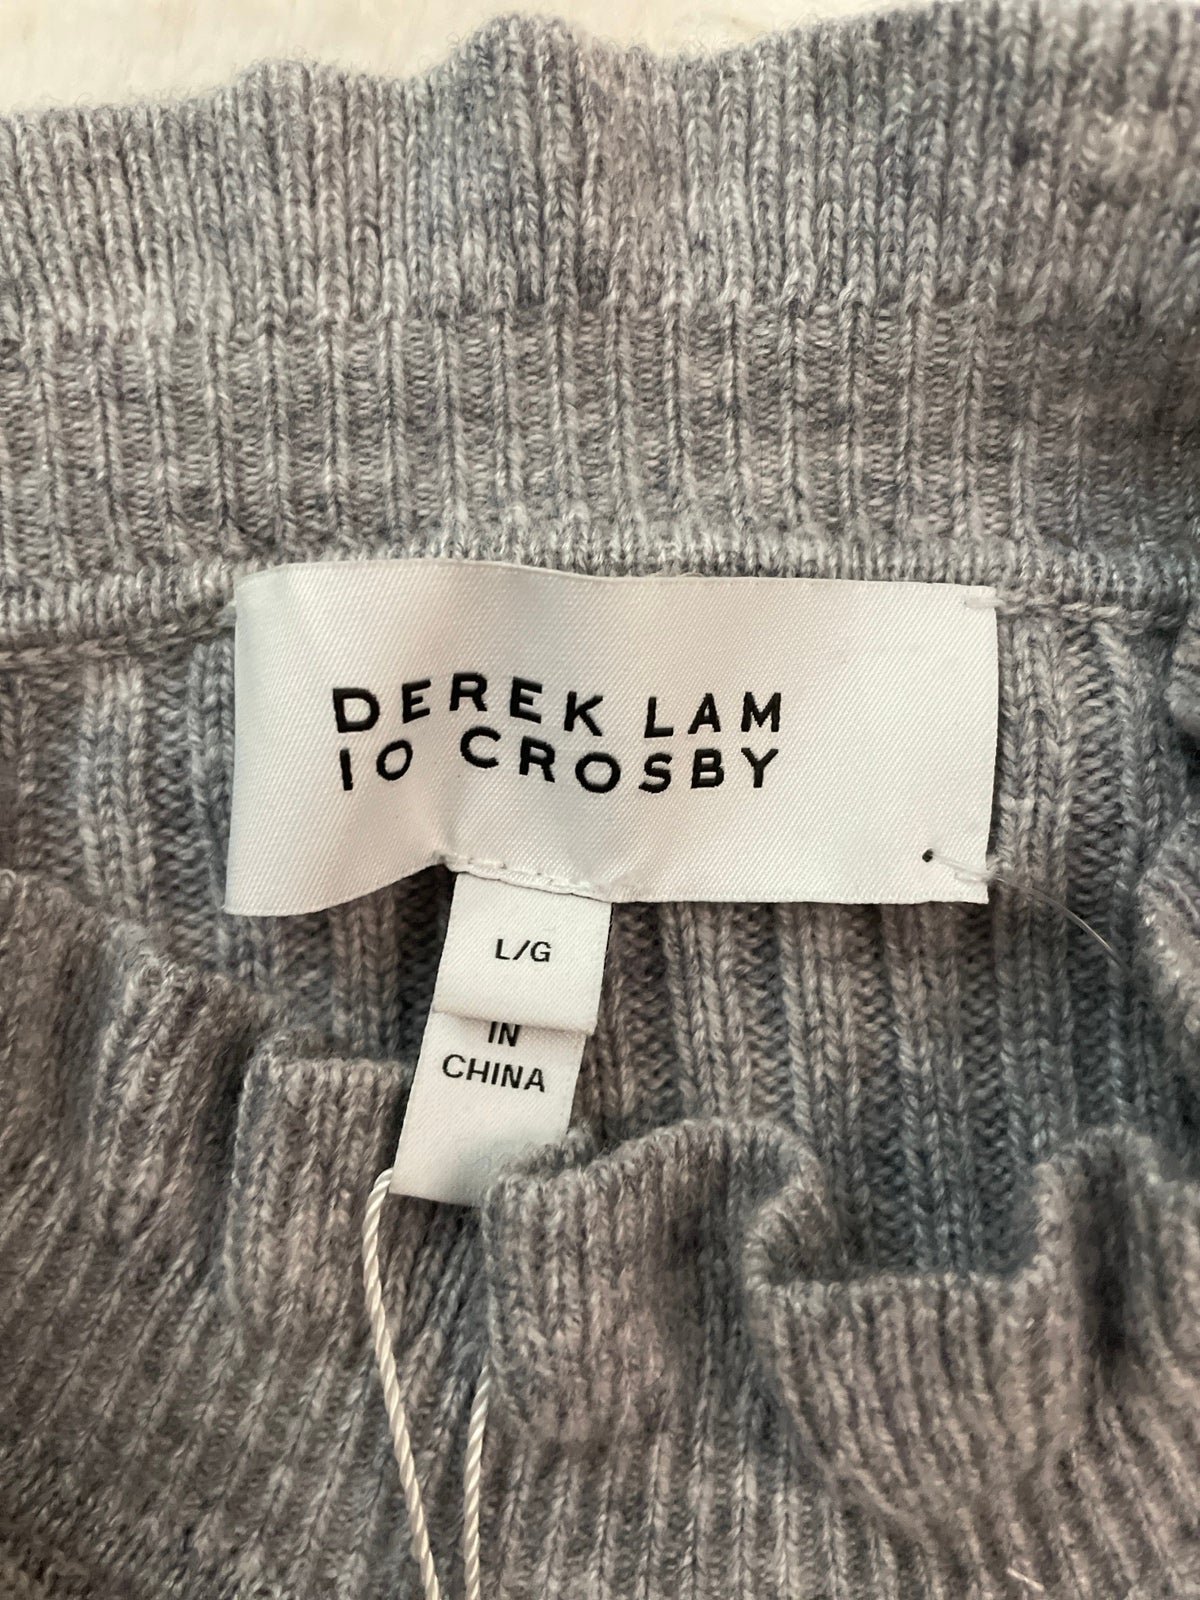 DEREK LAM
10 CROSBY
L/G
IN
CHINA